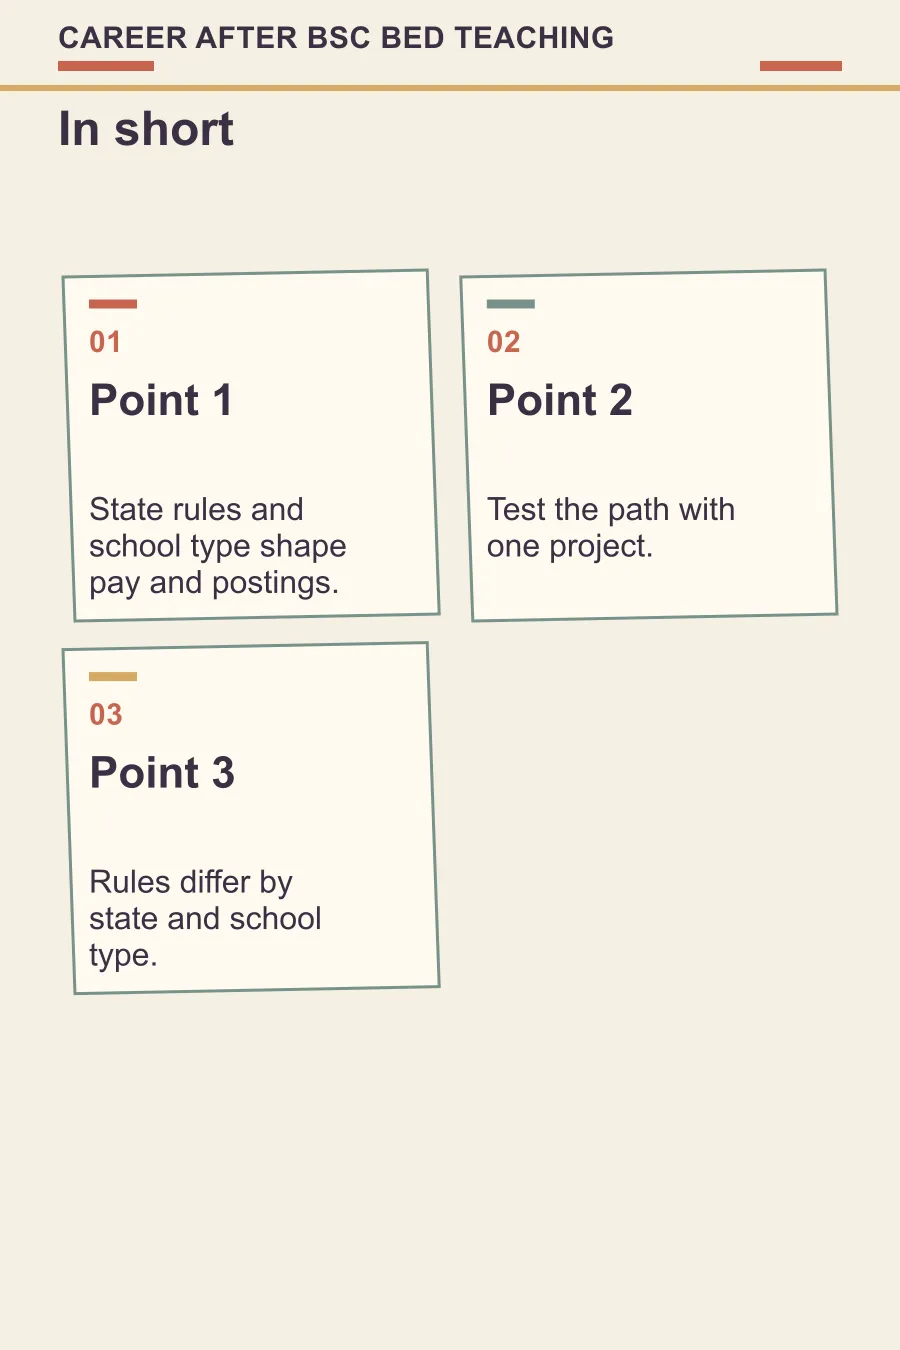 CAREER AFTER BSC BED TEACHING
In short
01
Point 1
State rules and
school type shape
pay and postings.
02
Point 2
Test the path with
one project.
03
Point 3
Rules differ by
state and school
type.